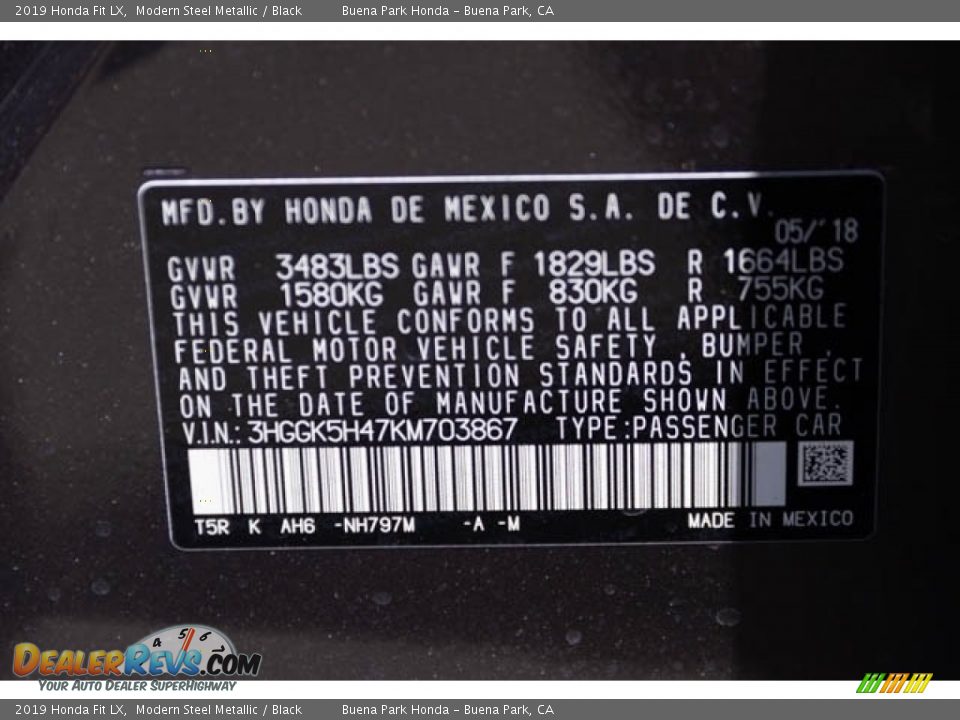 2019 Honda Fit LX, Modern Steel Metallic / Black Buena Park Honda - Buena Park, CA
MFD.BY HONDA DE MEXICO S.A. DE C.V.
05/'18
GVWR 3483LBS GAWR F 1829LBS R 1664LBS
GVWR 1580KG GAWR F 830KG R 755KG
THIS VEHICLE CONFORMS TO ALL APPLICABLE
FEDERAL MOTOR VEHICLE SAFETY , BUMPER ,
AND THEFT PREVENTION STANDARDS IN EFFECT
ON THE DATE OF MANUFACTURE SHOWN ABOVE.
V.I.N.: 3HGGK5H47KM703867 TYPE:PASSENGER CAR
T5R K AH6 -NH797M -A -M MADE IN MEXICO
4 5 6
DEALERREVS.COM
YOUR AUTO DEALER SUPERHIGHWAY
2019 Honda Fit LX, Modern Steel Metallic / Black Buena Park Honda - Buena Park, CA